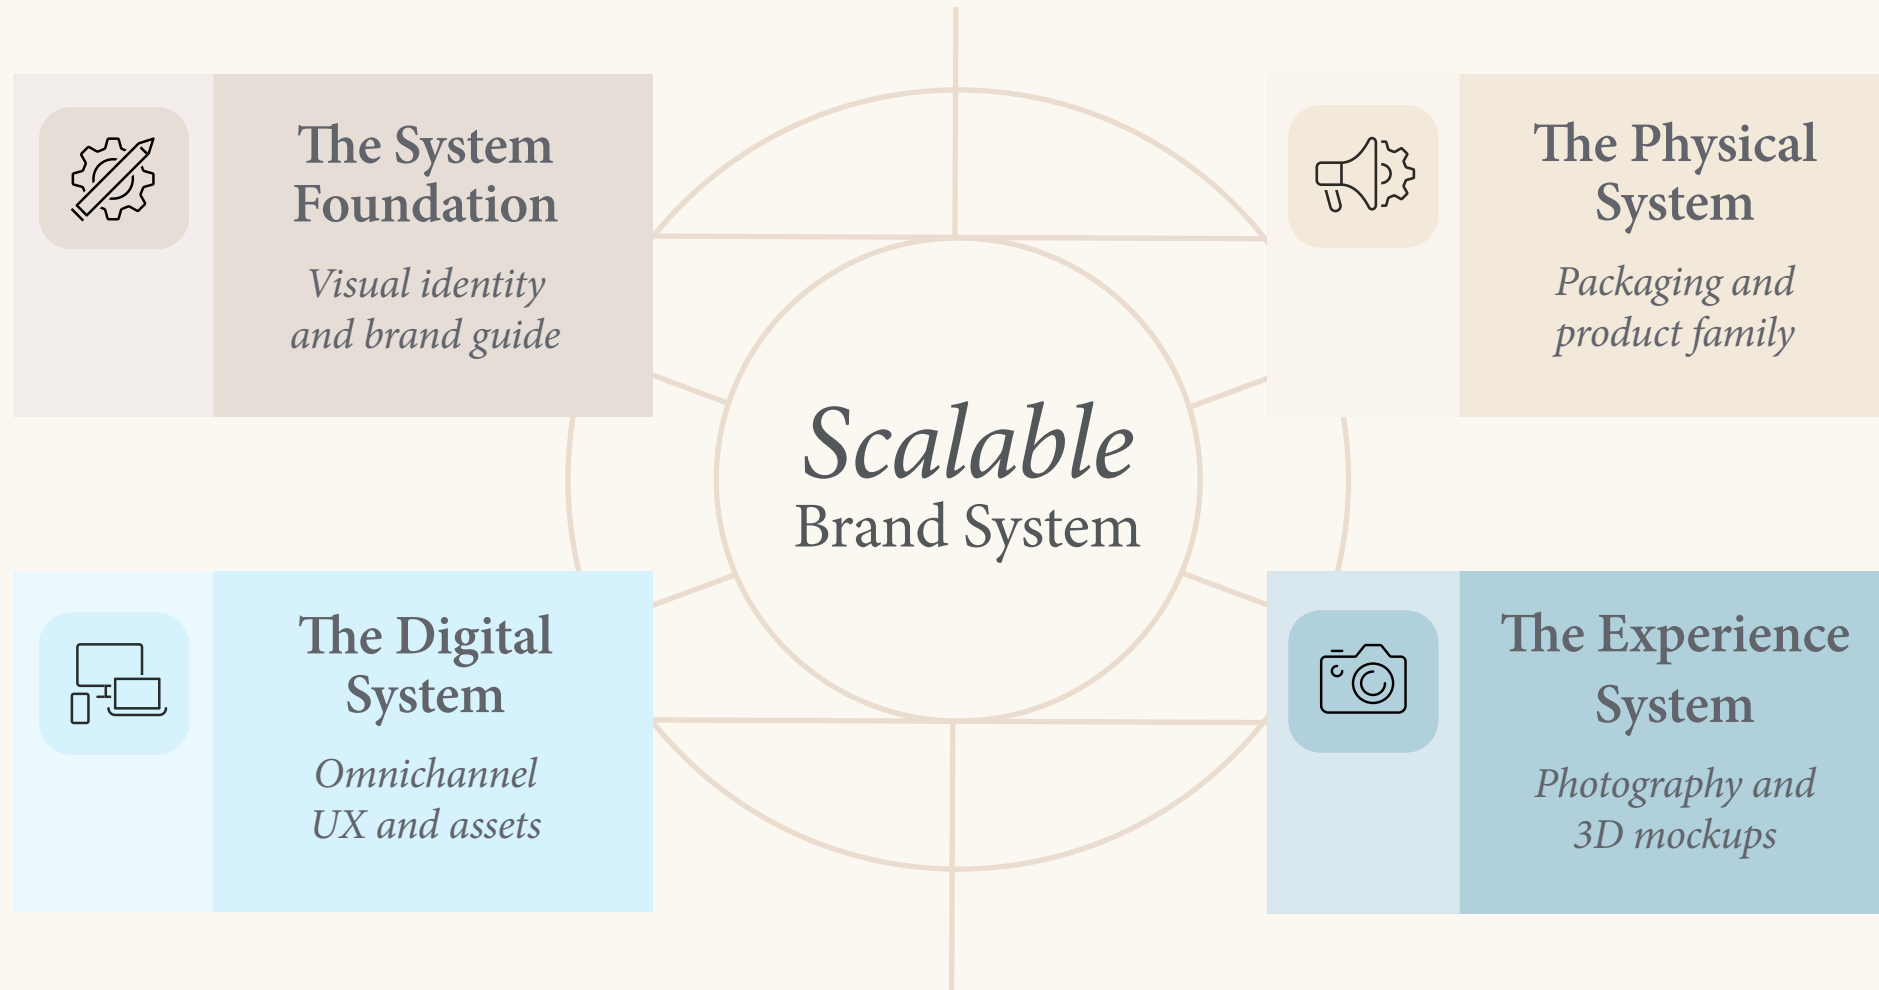 The System
Foundation
Visual identity
and brand guide
The Physical
System
Packaging and
product family
Scalable
Brand System
The Digital
System
Omnichannel
UX and assets
The Experience
System
Photography and
3D mockups